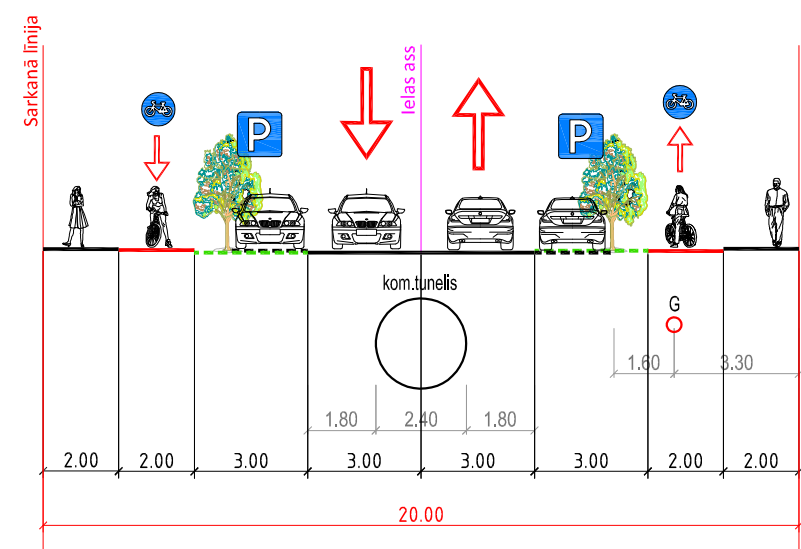 Sarkanā līnija
Ielas ass
P
P
kom.tunelis
G
1.60 3.30
1.80 2.40 1.80
2.00 2.00 3.00 3.00 3.00 3.00 2.00 2.00
20.00